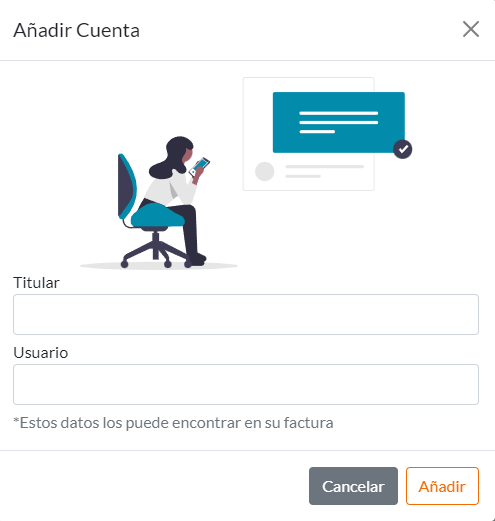 Añadir Cuenta
Titular
Usuario
*Estos datos los puede encontrar en su factura
Cancelar
Añadir